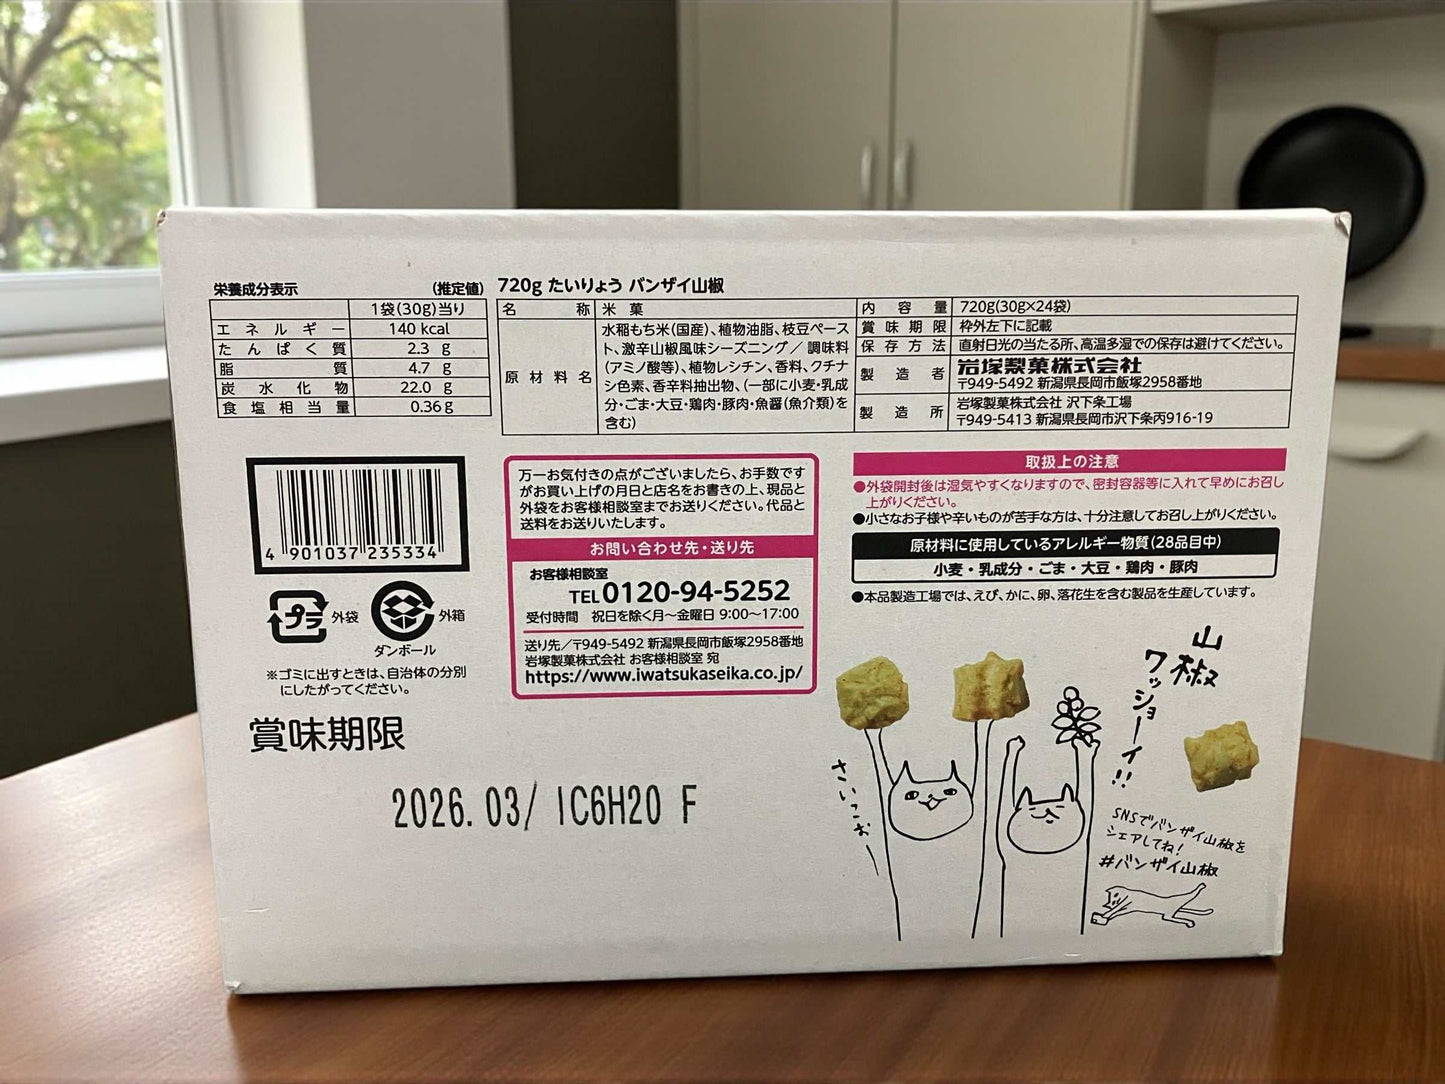 栄養成分表示 (推定値)
1袋(30g)当り
エネルギー 140 kcal
たんぱく質 2.3 g
脂質 4.7 g
炭水化物 22.0 g
食塩相当量 0.36g
720g たいりょう バンザイ山椒
名称 米菓
原材料名 水稲もち米(国産)、植物油脂、枝豆ペース
ト、激辛山椒風味シーズニング/調味料
(アミノ酸等)、植物レシチン、香料、クチナ
シ色素、香辛料抽出物、(一部に小麦・乳成
分・ごま・大豆・鶏肉・豚肉・魚醤(魚介類)を
含む)
内容量 720g(30g×24袋)
賞味期限 枠外左下に記載
保存方法 直射日光の当たる所、高温多湿での保存は避けてください。
製造者 岩塚製菓株式会社
〒949-5492 新潟県長岡市飯塚2958番地
製造所 岩塚製菓株式会社 沢下条工場
〒949-5413 新潟県長岡市沢下条丙916-19
4 901037 235334
プラ 外袋
外箱
ダンボール
※ゴミに出すときは、自治体の分別
にしたがってください。
万一お気付きの点がございましたら、お手数です
がお買い上げの月日と店名をお書きの上、現品と
外袋をお客様相談室までお送りください。代品と
送料をお送りいたします。
お問い合わせ先・送り先
お客様相談室
TEL0120-94-5252
受付時間 祝日を除く月〜金曜日 9:00〜17:00
送り先/〒949-5492 新潟県長岡市飯塚2958番地
岩塚製菓株式会社 お客様相談室 宛
https://www.iwatsukaseika.co.jp/
取扱上の注意
●外袋開封後は湿気やすくなりますので、密封容器等に入れて早めにお召し
上がりください。
●小さなお子様や辛いものが苦手な方は、十分注意してお召し上がりください。
原材料に使用しているアレルギー物質(28品目中)
小麦・乳成分・ごま・大豆・鶏肉・豚肉
●本品製造工場では、えび、かに、卵、落花生を含む製品を生産しています。
賞味期限
2026.03/ IC6H20 F
山椒
ワッショーイ!!
さいこおー
SNSでバンザイ山椒を
シェアしてね!
#バンザイ山椒